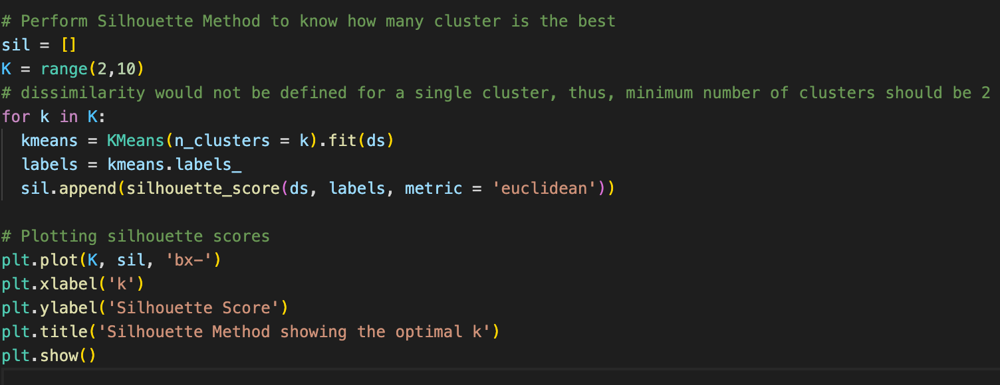 # Perform Silhouette Method to know how many cluster is the best
sil = []
K = range(2,10)
# dissimilarity would not be defined for a single cluster, thus, minimum number of clusters should be 2
for k in K:
  kmeans = KMeans(n_clusters = k).fit(ds)
  labels = kmeans.labels_
  sil.append(silhouette_score(ds, labels, metric = 'euclidean'))

# Plotting silhouette scores
plt.plot(K, sil, 'bx-')
plt.xlabel('k')
plt.ylabel('Silhouette Score')
plt.title('Silhouette Method showing the optimal k')
plt.show()